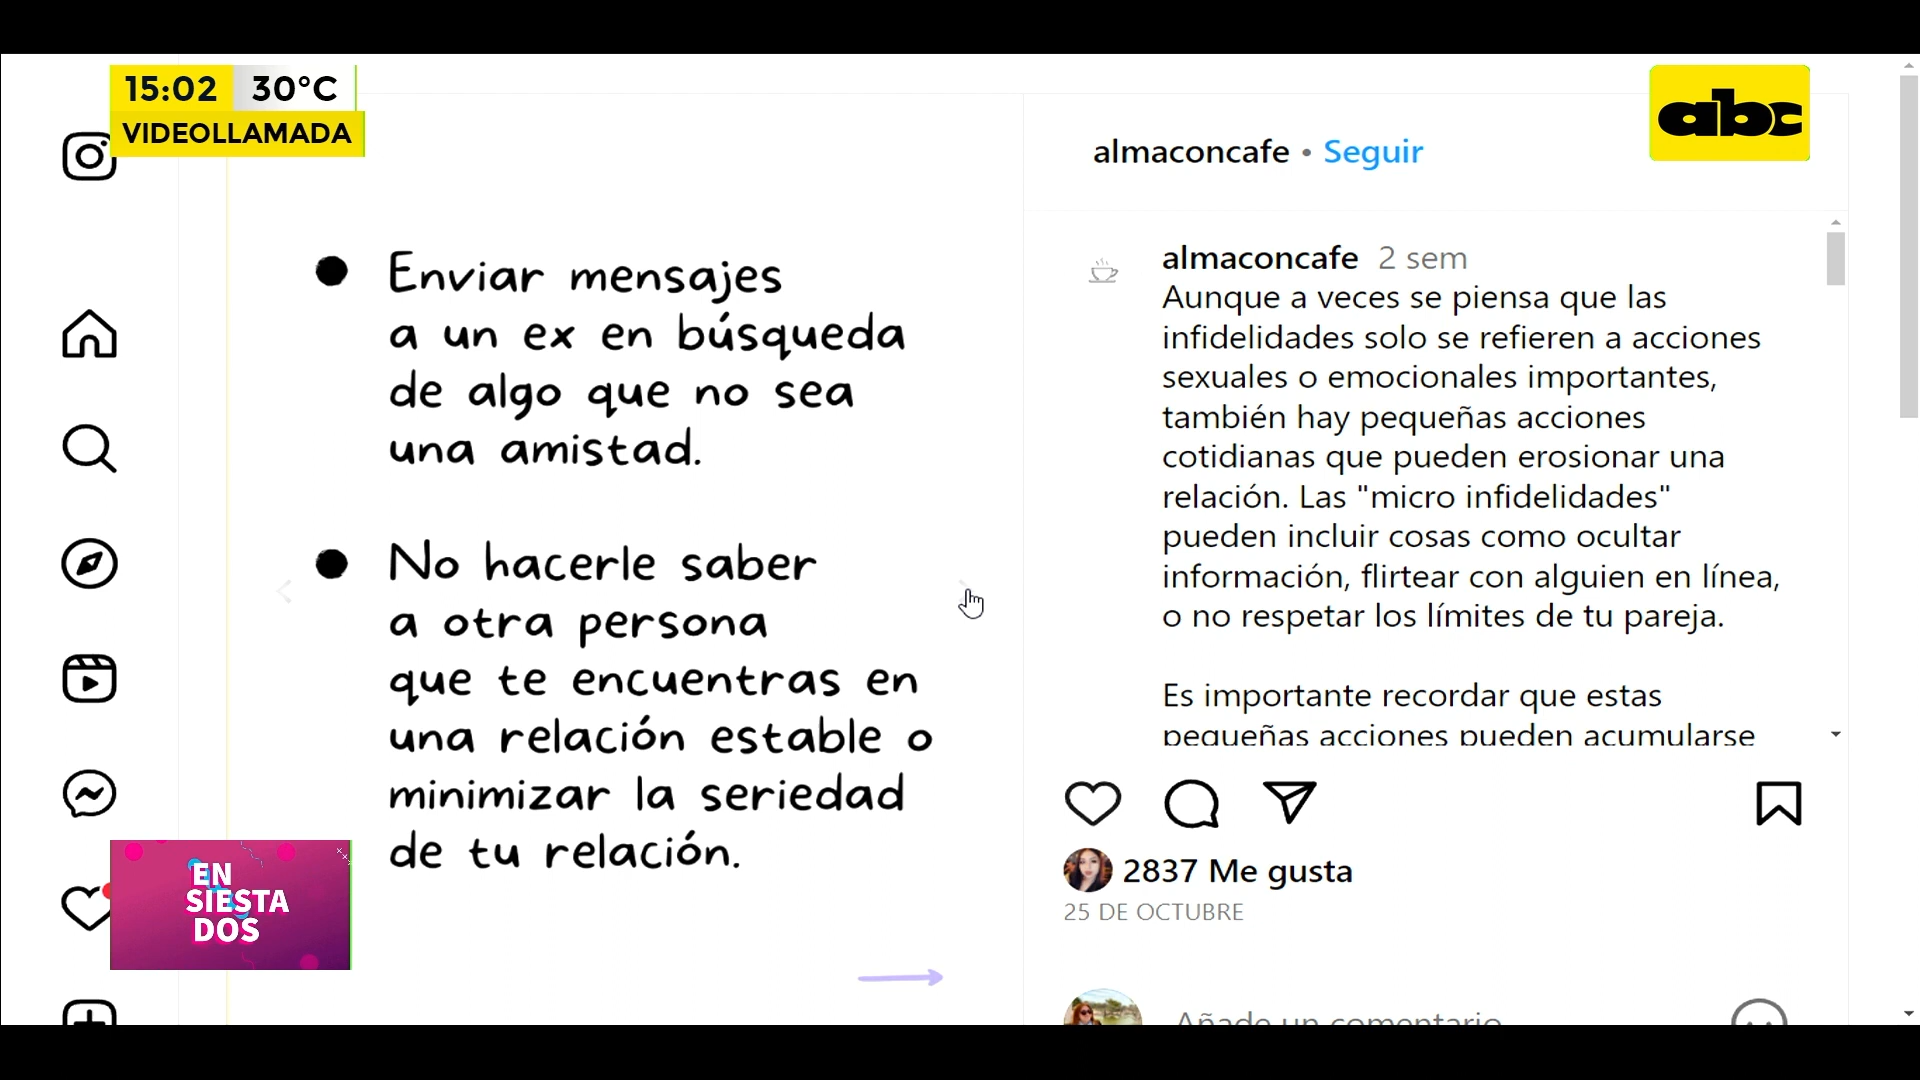 15:02 30°C
VIDEOLLAMADA
abc
almaconcafe • Seguir
Enviar mensajes
a un ex en búsqueda
de algo que no sea
una amistad.
No hacerle saber
a otra persona
que te encuentras en
una relación estable o
minimizar la seriedad
de tu relación.
almaconcafe 2 sem
Aunque a veces se piensa que las
infidelidades solo se refieren a acciones
sexuales o emocionales importantes,
también hay pequeñas acciones
cotidianas que pueden erosionar una
relación. Las "micro infidelidades"
pueden incluir cosas como ocultar
información, flirtear con alguien en línea,
o no respetar los límites de tu pareja.
Es importante recordar que estas
pequeñas acciones pueden acumularse
2837 Me gusta
25 DE OCTUBRE
Añade un comentario
EN
SIESTA
DOS